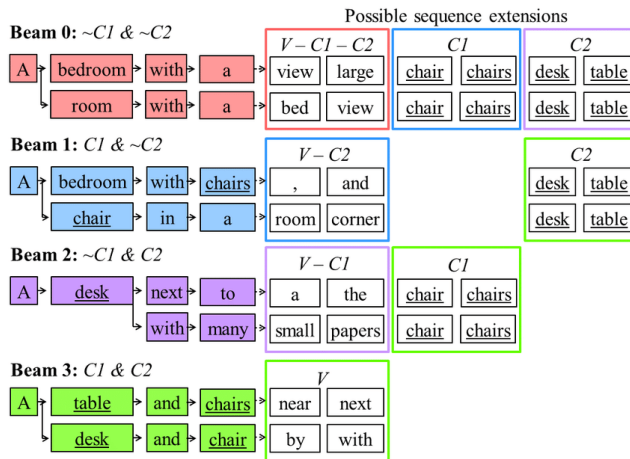 Possible sequence extensions
Beam 0: ~C1 & ~C2
V – C1 – C2 C1 C2
A bedroom with a view large chair chairs desk table
room with a bed view chair chairs desk table
Beam 1: C1 & ~C2
V – C2 C2
A bedroom with chairs , and desk table
chair in a room corner desk table
Beam 2: ~C1 & C2
V – C1 C1
A desk next to a the chair chairs
with many small papers chair chairs
Beam 3: C1 & C2
V
A table and chairs near next
desk and chair by with